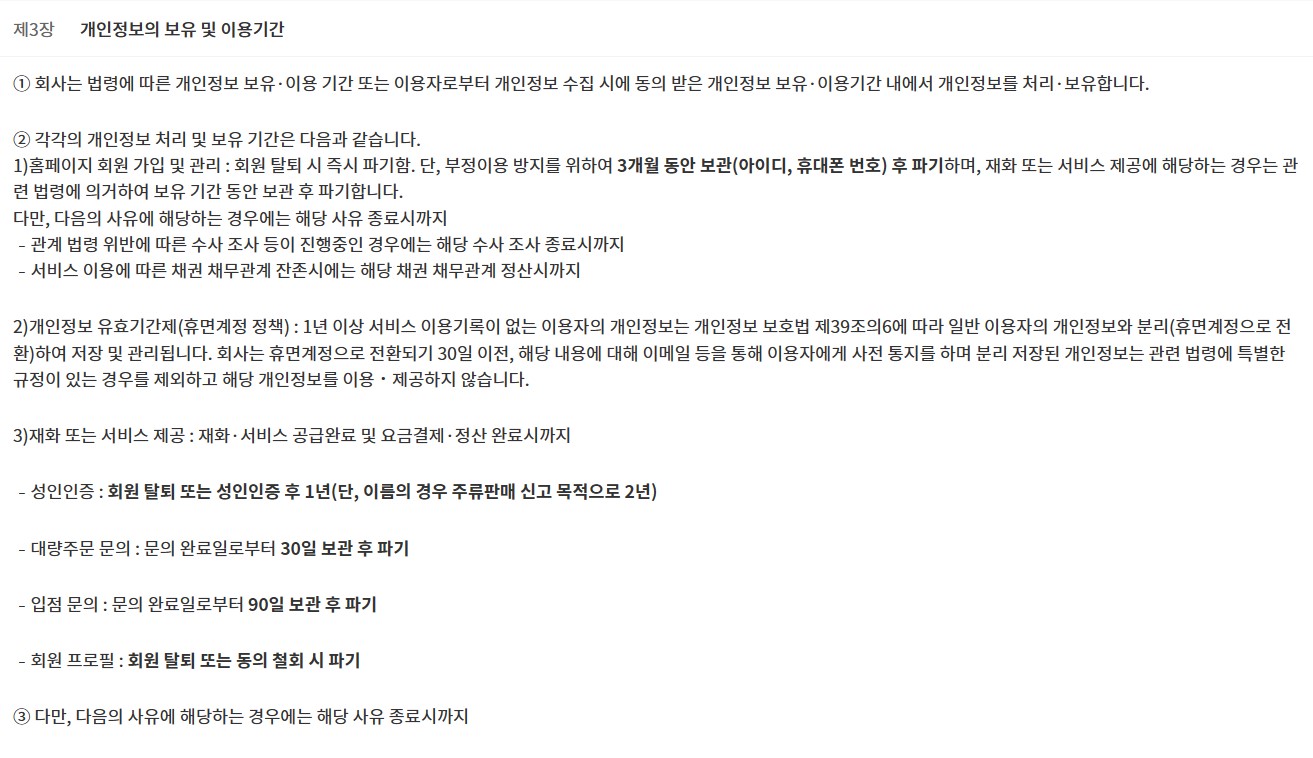 제3장 개인정보의 보유 및 이용기간
① 회사는 법령에 따른 개인정보 보유·이용 기간 또는 이용자로부터 개인정보 수집 시에 동의 받은 개인정보 보유·이용기간 내에서 개인정보를 처리·보유합니다.
② 각각의 개인정보 처리 및 보유 기간은 다음과 같습니다.
1)홈페이지 회원 가입 및 관리 : 회원 탈퇴 시 즉시 파기함. 단, 부정이용 방지를 위하여 3개월 동안 보관(아이디, 휴대폰 번호) 후 파기하며, 재화 또는 서비스 제공에 해당하는 경우는 관
련 법령에 의거하여 보유 기간 동안 보관 후 파기합니다.
다만, 다음의 사유에 해당하는 경우에는 해당 사유 종료시까지
- 관계 법령 위반에 따른 수사 조사 등이 진행중인 경우에는 해당 수사 조사 종료시까지
- 서비스 이용에 따른 채권 채무관계 잔존시에는 해당 채권 채무관계 정산시까지
2)개인정보 유효기간제(휴면계정 정책) : 1년 이상 서비스 이용기록이 없는 이용자의 개인정보는 개인정보 보호법 제39조의6에 따라 일반 이용자의 개인정보와 분리(휴면계정으로 전
환)하여 저장 및 관리됩니다. 회사는 휴면계정으로 전환되기 30일 이전, 해당 내용에 대해 이메일 등을 통해 이용자에게 사전 통지를 하며 분리 저장된 개인정보는 관련 법령에 특별한
규정이 있는 경우를 제외하고 해당 개인정보를 이용・제공하지 않습니다.
3)재화 또는 서비스 제공 : 재화·서비스 공급완료 및 요금결제·정산 완료시까지
- 성인인증 : 회원 탈퇴 또는 성인인증 후 1년(단, 이름의 경우 주류판매 신고 목적으로 2년)
- 대량주문 문의 : 문의 완료일로부터 30일 보관 후 파기
- 입점 문의 : 문의 완료일로부터 90일 보관 후 파기
- 회원 프로필 : 회원 탈퇴 또는 동의 철회 시 파기
③ 다만, 다음의 사유에 해당하는 경우에는 해당 사유 종료시까지